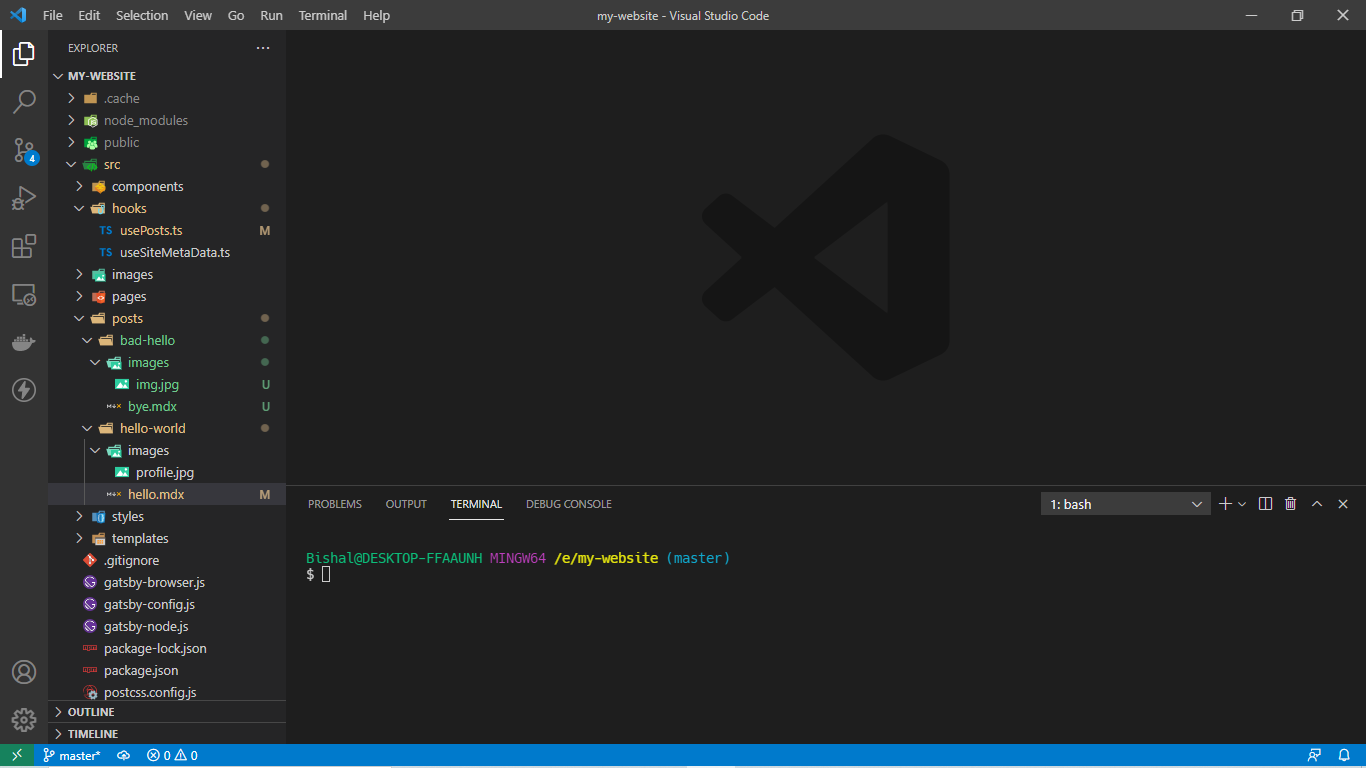 File Edit Selection View Go Run Terminal Help my-website - Visual Studio Code
EXPLORER ···
MY-WEBSITE
.cache
node_modules
public
src
components
hooks
TS usePosts.ts M
TS useSiteMetaData.ts
images
pages
posts
bad-hello
images
img.jpg U
M↓× bye.mdx U
hello-world
images
profile.jpg
M↓× hello.mdx M
styles
templates
.gitignore
gatsby-browser.js
gatsby-config.js
gatsby-node.js
package-lock.json
package.json
postcss.config.js
OUTLINE
TIMELINE
4
PROBLEMS OUTPUT TERMINAL DEBUG CONSOLE 1: bash
Bishal@DESKTOP-FFAAUNH MINGW64 /e/my-website (master)
$
master* 0 0